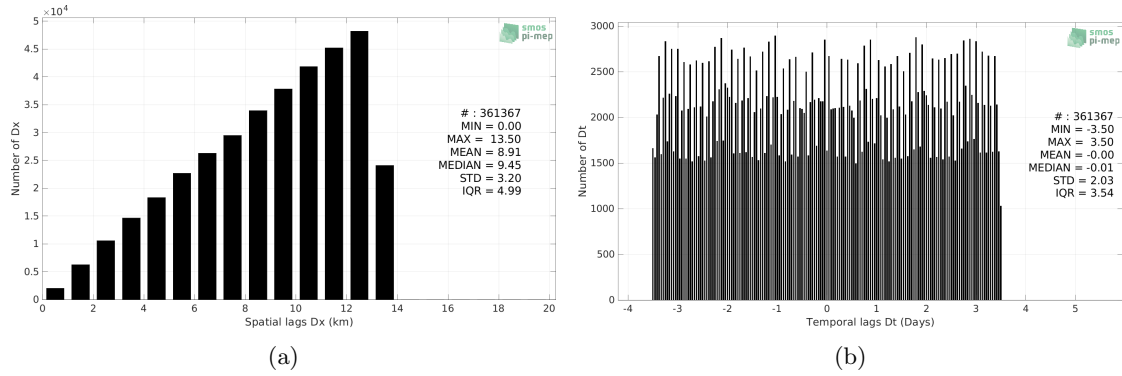 ×10⁴
5
4.5
4
3.5
3
2.5
2
1.5
1
0.5
0
Number of Dx
smos
pi-mep
# : 361367
MIN = 0.00
MAX = 13.50
MEAN = 8.91
MEDIAN = 9.45
STD = 3.20
IQR = 4.99
0 2 4 6 8 10 12 14 16 18 20
Spatial lags Dx (km)
(a)
3000
2500
2000
1500
1000
500
0
Number of Dt
smos
pi-mep
# : 361367
MIN = -3.50
MAX = 3.50
MEAN = -0.00
MEDIAN = -0.01
STD = 2.03
IQR = 3.54
-4 -3 -2 -1 0 1 2 3 4 5
Temporal lags Dt (Days)
(b)